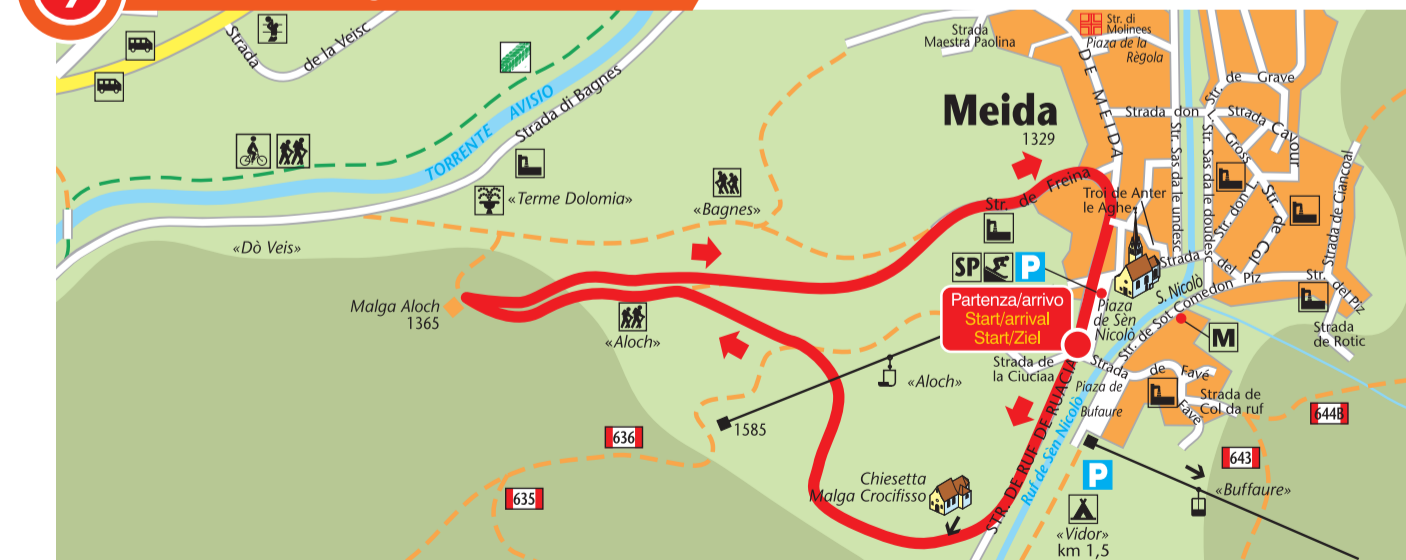 Strada
de la Veisc
TORRENTE AVISIO
Strada di Bagnes
«Terme Dolomia»
«Dò Veis»
«Bagnes»
Malga Aloch
1365
«Aloch»
Strada
Maestra Paolina
Str. di
Molinees
Piaza de la
Règola
DE MEIDA
Meida
1329
Str. de Freina
Troi de Anter
le Aghe
Strada don
Str. de Grave
Strada Cavour
Gross
Str. don L.
Str. de Col
Str. Sas da le undesc
Str. Sas da le doudesc
Strada de Ciancoal
Strada del Piz
Str. del Piz
Strada
de Rotic
S. Nicolò
Str. de Sot Comedon
SP
P
Partenza/arrivo
Start/arrival
Start/Ziel
Piaza
de Sèn
Nicolò
M
Strada de
la Ciuciaa
Strada de Favé
Favé
Piaza de
Bufaure
Strada de
Col da ruf
«Aloch»
1585
636
635
644B
643
STR. DE RUF DE RUACIA
Ruf de Sèn Nicolò
Chiesetta
Malga Crocifisso
P
«Vidor»
km 1,5
«Buffaure»